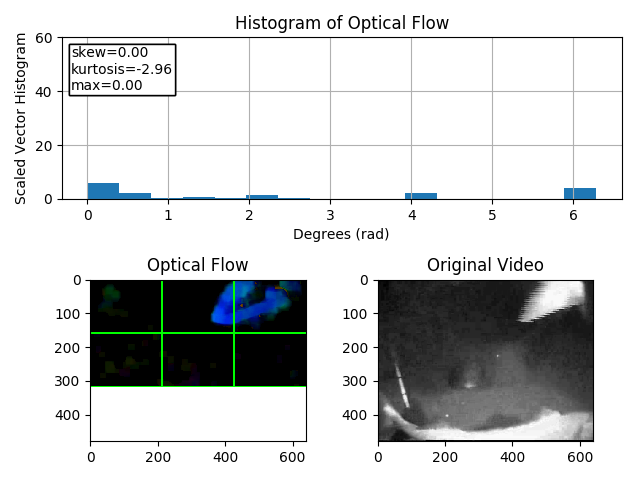 Histogram of Optical Flow
Scaled Vector Histogram
60
40
20
0
skew=0.00
kurtosis=-2.96
max=0.00
0 1 2 3 4 5 6
Degrees (rad)
Optical Flow
0
100
200
300
400
0 200 400 600
Original Video
0
100
200
300
400
0 200 400 600